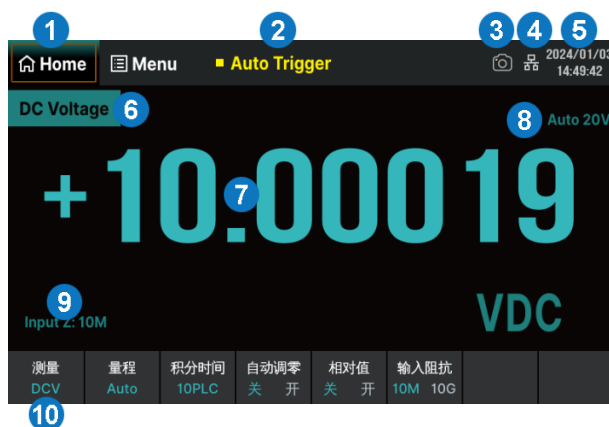 1 2 3 4 5
Home Menu Auto Trigger 2024/01/03
14:49:42
DC Voltage 6
8 Auto 20V
+10.00019
7
9
Input Z: 10M
VDC
测量 量程 积分时间 自动调零 相对值 输入阻抗
DCV Auto 10PLC 关 开 关 开 10M 10G
10